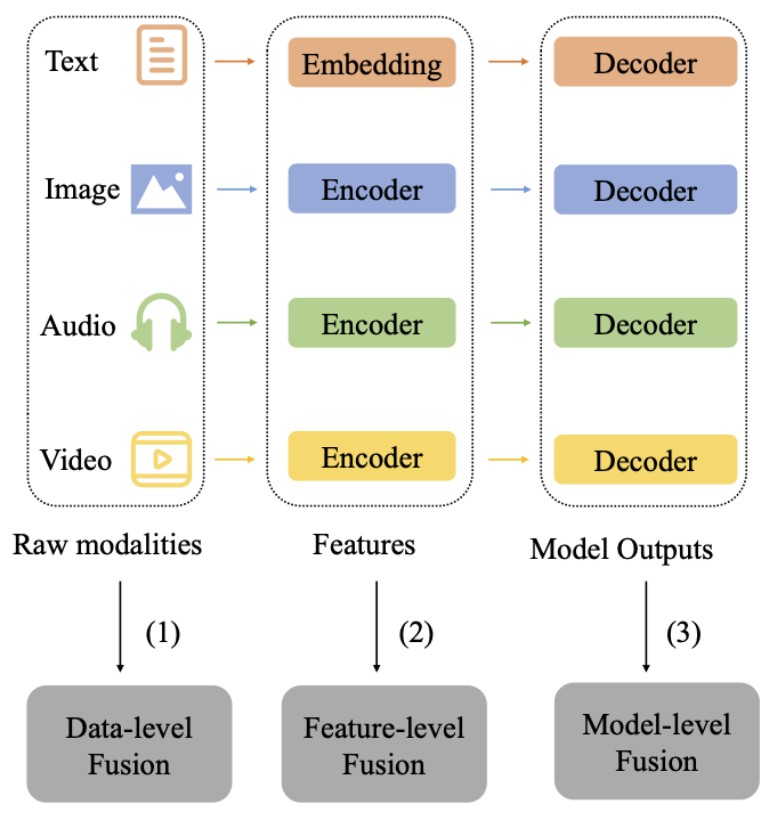 Text
Embedding
Decoder
Image
Encoder
Decoder
Audio
Encoder
Decoder
Video
Encoder
Decoder
Raw modalities
Features
Model Outputs
(1)
(2)
(3)
Data-level
Fusion
Feature-level
Fusion
Model-level
Fusion